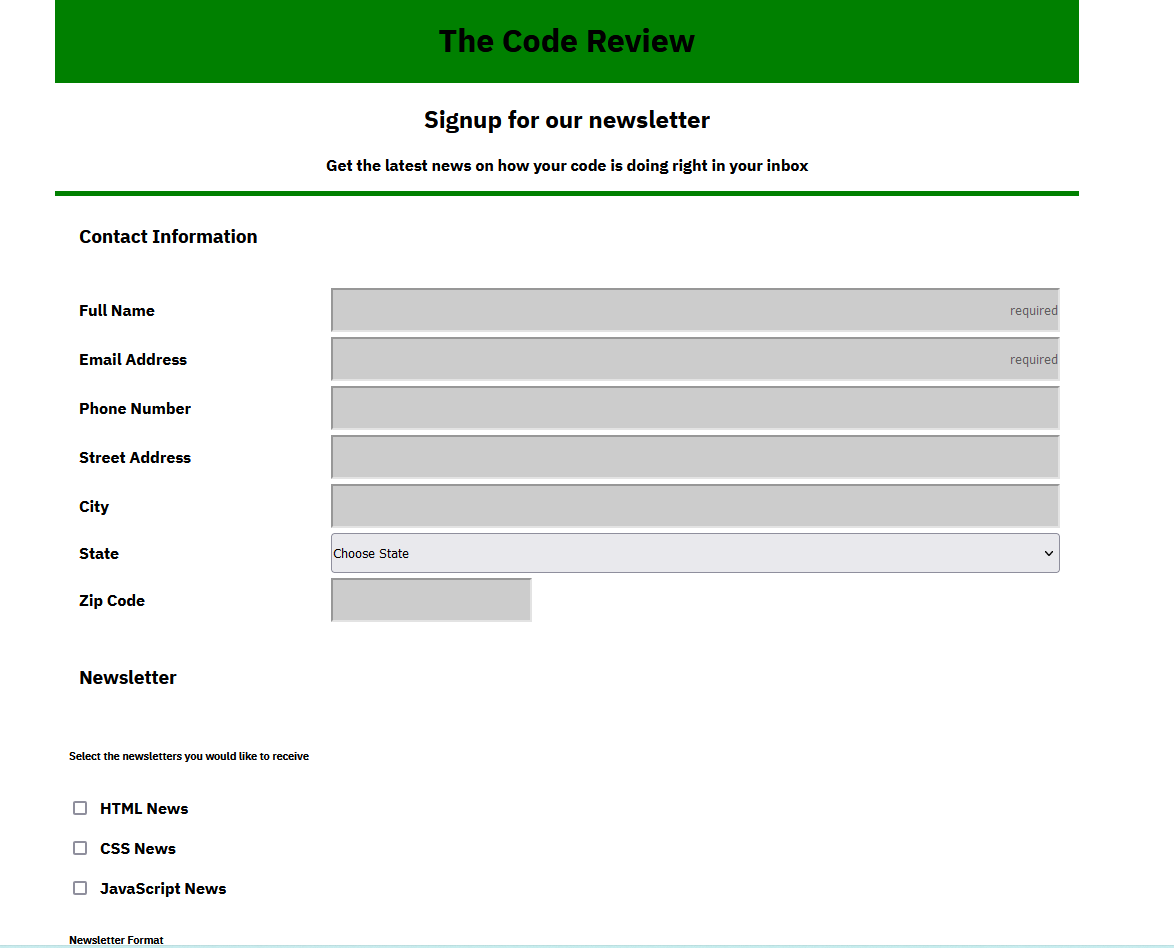 The Code Review
Signup for our newsletter
Get the latest news on how your code is doing right in your inbox
Contact Information
Full Name
required
Email Address
required
Phone Number
Street Address
City
State
Choose State
Zip Code
Newsletter
Select the newsletters you would like to receive
HTML News
CSS News
JavaScript News
Newsletter Format